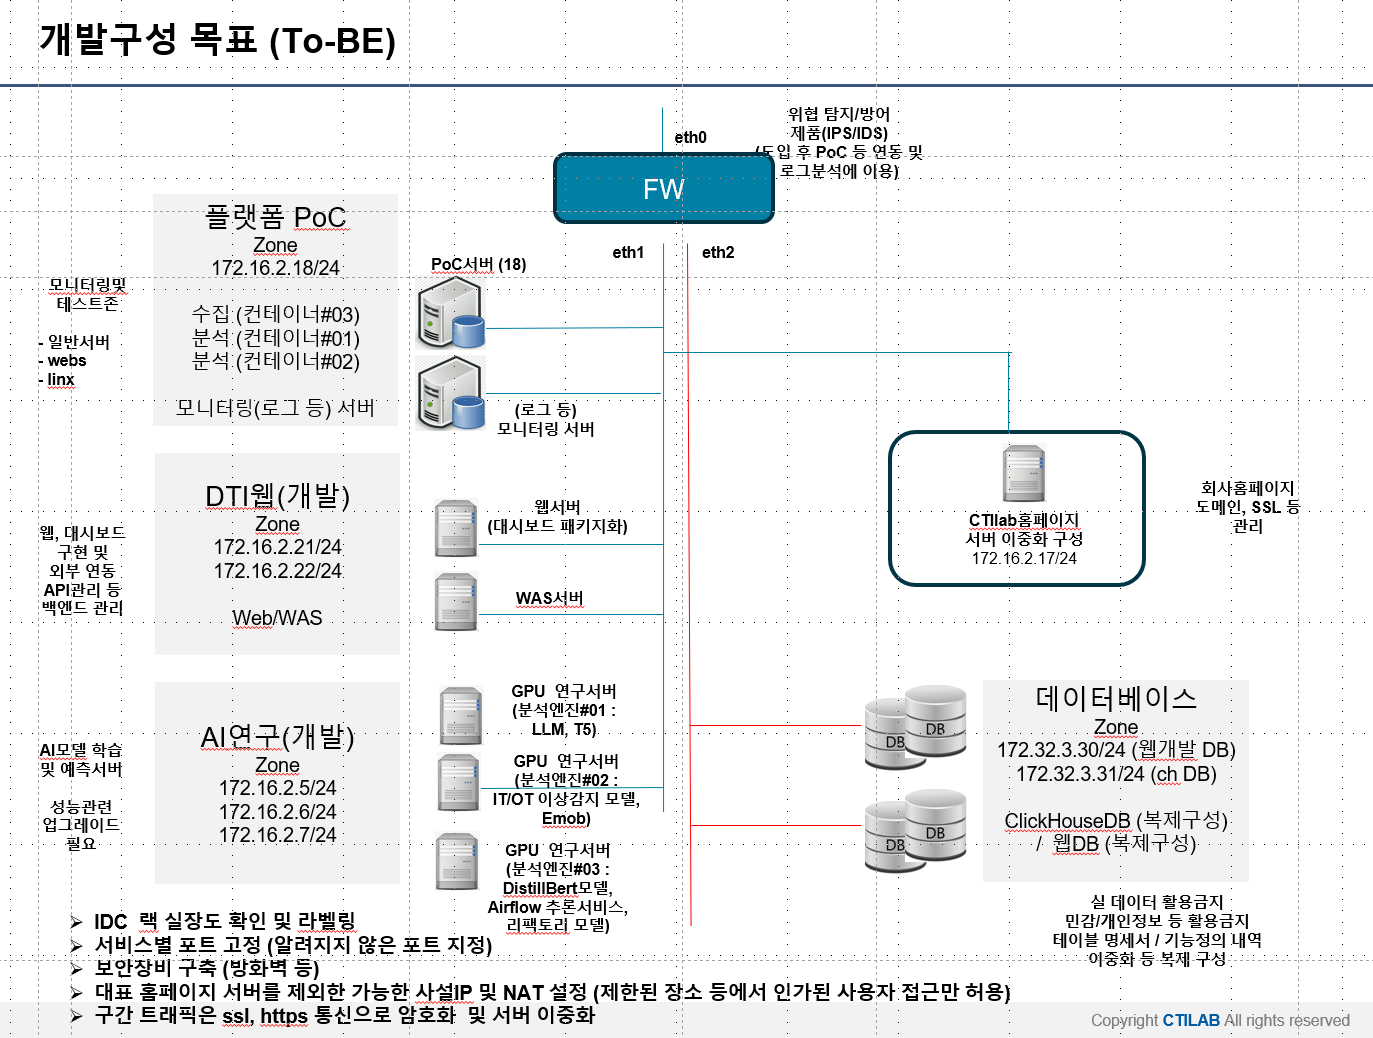 개발구성 목표 (To-BE)
eth0
위협 탐지/방어
제품(IPS/IDS)
(도입 후 PoC 등 연동 및
로그분석에 이용)
FW
eth1
eth2
플랫폼 PoC
Zone
172.16.2.18/24
수집 (컨테이너#03)
분석 (컨테이너#01)
분석 (컨테이너#02)
모니터링(로그 등) 서버
모니터링및
테스트존
- 일반서버
- webs
- linx
PoC서버 (18)
(로그 등)
모니터링 서버
DTI웹(개발)
Zone
172.16.2.21/24
172.16.2.22/24
Web/WAS
웹, 대시보드
구현 및
외부 연동
API관리 등
백엔드 관리
웹서버
(대시보드 패키지화)
WAS서버
CTIlab홈페이지
서버 이중화 구성
172.16.2.17/24
회사홈페이지
도메인, SSL 등
관리
AI연구(개발)
Zone
172.16.2.5/24
172.16.2.6/24
172.16.2.7/24
AI모델 학습
및 예측서버
성능관련
업그레이드
필요
GPU 연구서버
(분석엔진#01 :
LLM, T5)
GPU 연구서버
(분석엔진#02 :
IT/OT 이상감지 모델,
Emob)
GPU 연구서버
(분석엔진#03 :
DistillBert모델,
Airflow 추론서비스,
리팩토리 모델)
DB
DB
DB
DB
데이터베이스
Zone
172.32.3.30/24 (웹개발 DB)
172.32.3.31/24 (ch DB)
ClickHouseDB (복제구성)
/ 웹DB (복제구성)
실 데이터 활용금지
민감/개인정보 등 활용금지
테이블 명세서 / 기능정의 내역
이중화 등 복제 구성
➢ IDC 랙 실장도 확인 및 라벨링
➢ 서비스별 포트 고정 (알려지지 않은 포트 지정)
➢ 보안장비 구축 (방화벽 등)
➢ 대표 홈페이지 서버를 제외한 가능한 사설IP 및 NAT 설정 (제한된 장소 등에서 인가된 사용자 접근만 허용)
➢ 구간 트래픽은 ssl, https 통신으로 암호화 및 서버 이중화
Copyright CTILAB All rights reserved